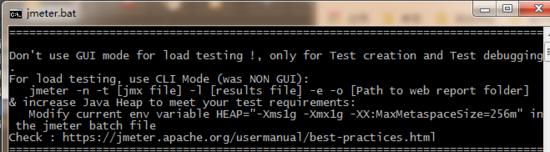 jmeter.bat
================================================================================
Don't use GUI mode for load testing !, only for Test creation and Test debugging
For load testing, use CLI Mode (was NON GUI):
jmeter -n -t [jmx file] -l [results file] -e -o [Path to web report folder]
& increase Java Heap to meet your test requirements:
Modify current env variable HEAP="-Xms1g -Xmx1g -XX:MaxMetaspaceSize=256m" in
the jmeter batch file
Check : https://jmeter.apache.org/usermanual/best-practices.html
================================================================================